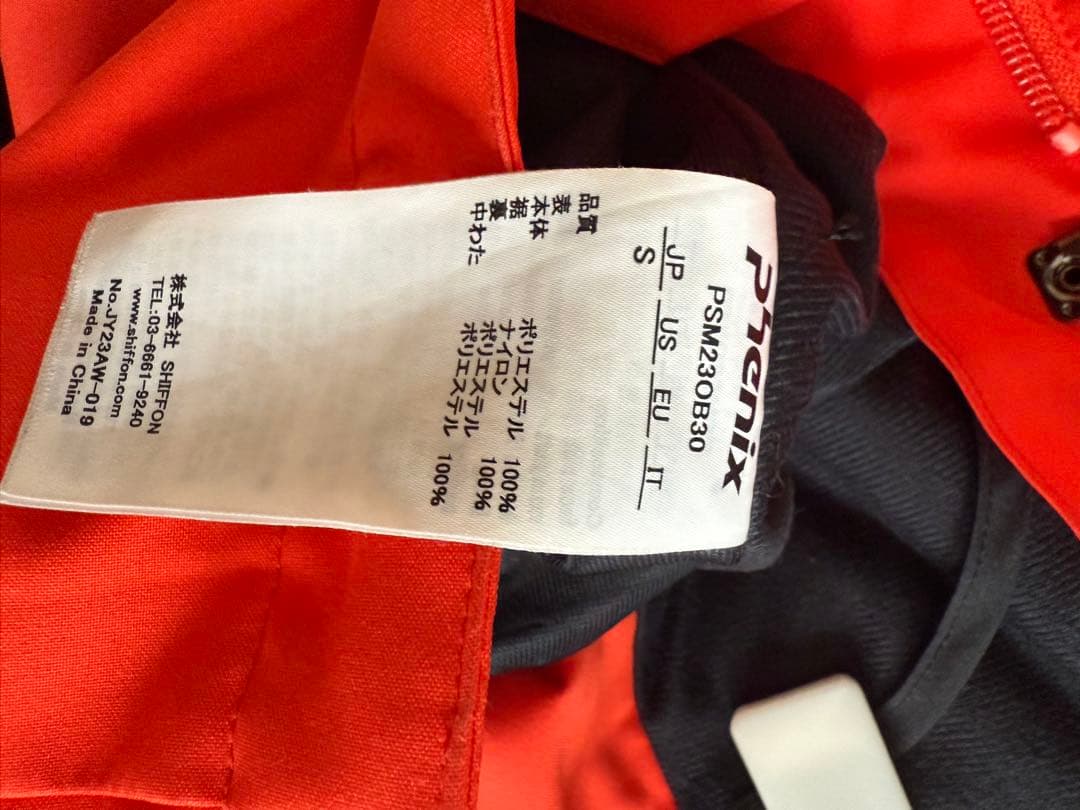 phenix
PSM23OB30
JP US EU IT
S
品質
表
本体 ポリエステル 100%
裾 ナイロン 100%
裏 ポリエステル
中わた ポリエステル 100%
株式会社 SHIFFON
TEL:03-6661-9240
www.shiffon.com
No.JY23AW-019
Made in China